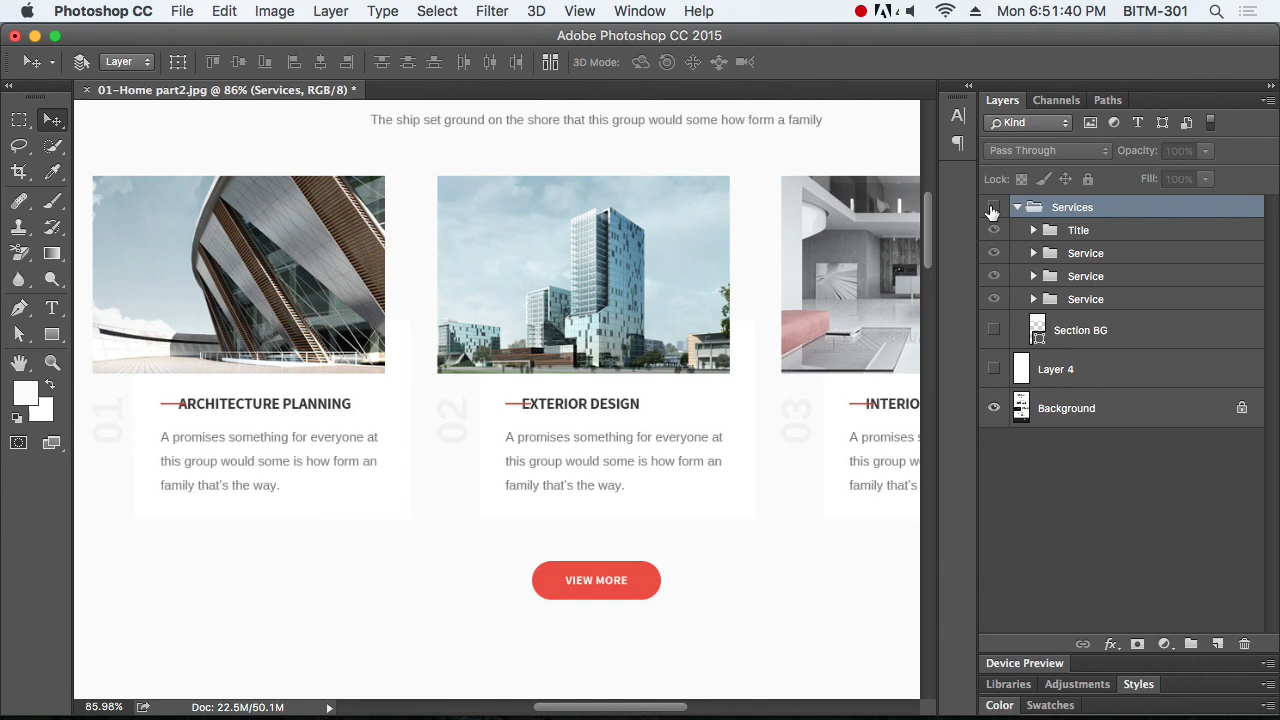 Photoshop CC File Edit Image Layer Type Select Filter 3D View Window Help Mon 6:51:40 PM BITM-301
Adobe Photoshop CC 2015
Layer 3D Mode:
× 01-Home part2.jpg @ 86% (Services, RGB/8) *
The ship set ground on the shore that this group would some how form a family
01
ARCHITECTURE PLANNING
A promises something for everyone at
this group would some is how form an
family that's the way.
02
EXTERIOR DESIGN
A promises something for everyone at
this group would some is how form an
family that's the way.
03
INTERIO
A promises
this group w
family that's
VIEW MORE
85.98% Doc: 22.5M/50.1M
Layers Channels Paths
Kind
Pass Through Opacity: 100%
Lock: Fill: 100%
Services
Title
Service
Service
Service
Section BG
Layer 4
Background
fx
Device Preview
Libraries Adjustments Styles
Color Swatches